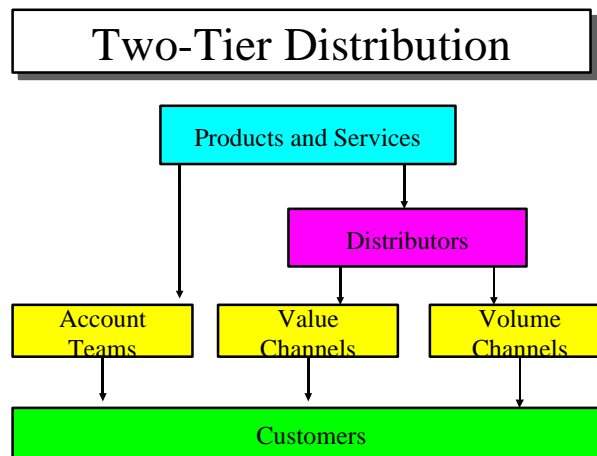 Two-Tier Distribution
Products and Services
Distributors
Account
Teams
Value
Channels
Volume
Channels
Customers